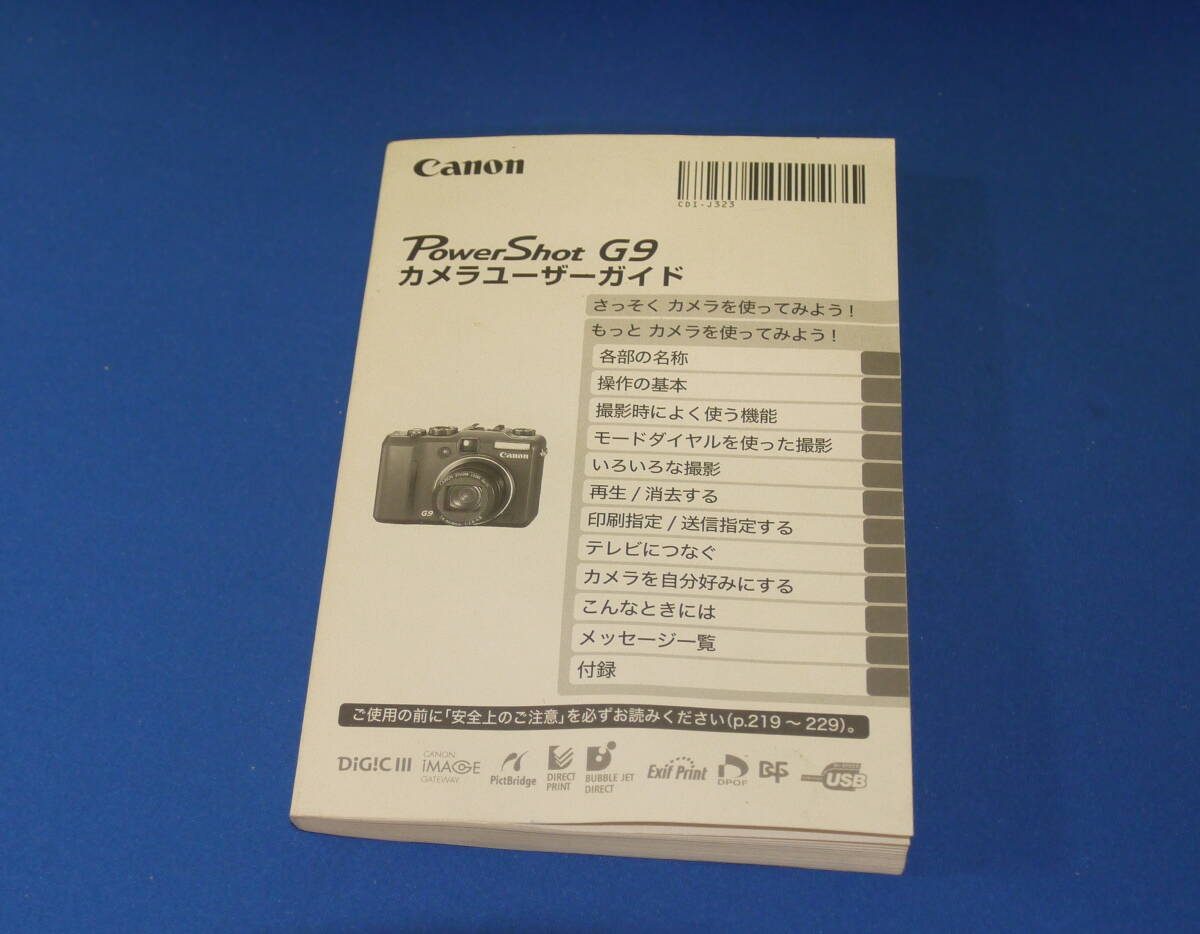 Canon
CDI-J323
PowerShot G9
カメラユーザーガイド
さっそく カメラを使ってみよう!
もっと カメラを使ってみよう!
各部の名称
操作の基本
撮影時によく使う機能
モードダイヤルを使った撮影
いろいろな撮影
再生 / 消去する
印刷指定 / 送信指定する
テレビにつなぐ
カメラを自分好みにする
こんなときには
メッセージ一覧
付録
Canon
G9
ご使用の前に「安全上のご注意」を必ずお読みください(p.219 ~ 229)。
DiG!C III
CANON
iMAGE
GATEWAY
PictBridge
DIRECT
PRINT
BUBBLE JET
DIRECT
Exif Print
DPOF
USB